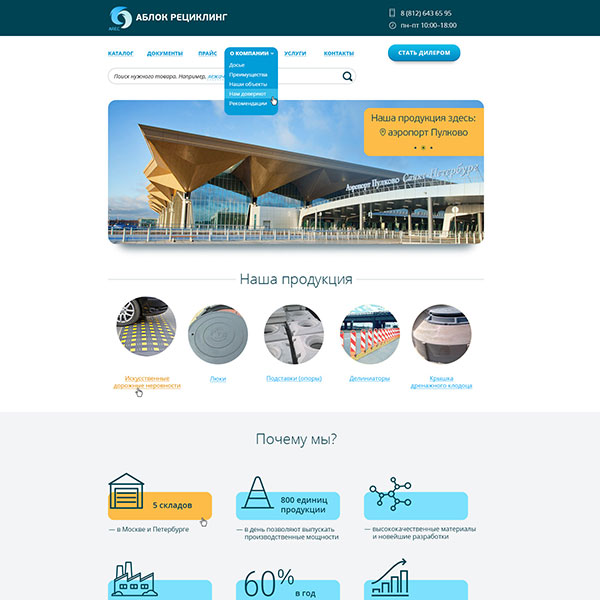 АБЛОК РЕЦИКЛИНГ
8 (812) 643 65 95
пн-пт 10:00–18:00
КАТАЛОГ
ДОКУМЕНТЫ
ПРАЙС
О КОМПАНИИ
УСЛУГИ
КОНТАКТЫ
СТАТЬ ДИЛЕРОМ
Досье
Преимущества
Наши объекты
Нам доверяют
Рекомендации
Поиск нужного товара. Например,
Наша продукция здесь:
аэропорт Пулково
Аэропорт Пулково Санкт-Петербург
Наша продукция
Искусственные
дорожные неровности
Люки
Подставки (опоры)
Делиниаторы
Крышка
дренажного клодца
Почему мы?
5 складов
— в Москве и Петербурге
800 единиц
продукции
— в день позволяют выпускать
производственные мощности
— высококачественные материалы
и новейшие разработки
60%
в год